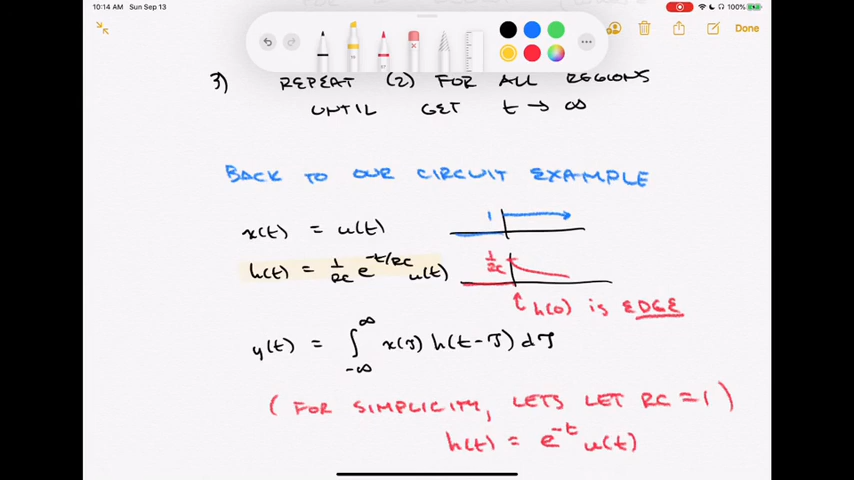 10:14 AM Sun Sep 13
100%
Done
3) REPEAT (2) FOR ALL REGIONS
UNTIL GET t → ∞
BACK TO OUR CIRCUIT EXAMPLE
x(t) = u(t)
1
h(t) = 1/RC e^-t/RC u(t)
1/RC
h(0) is EDGE
y(t) = ∫_-∞^∞ x(τ) h(t-τ) dτ
(FOR SIMPLICITY, LETS LET RC = 1)
h(t) = e^-t u(t)